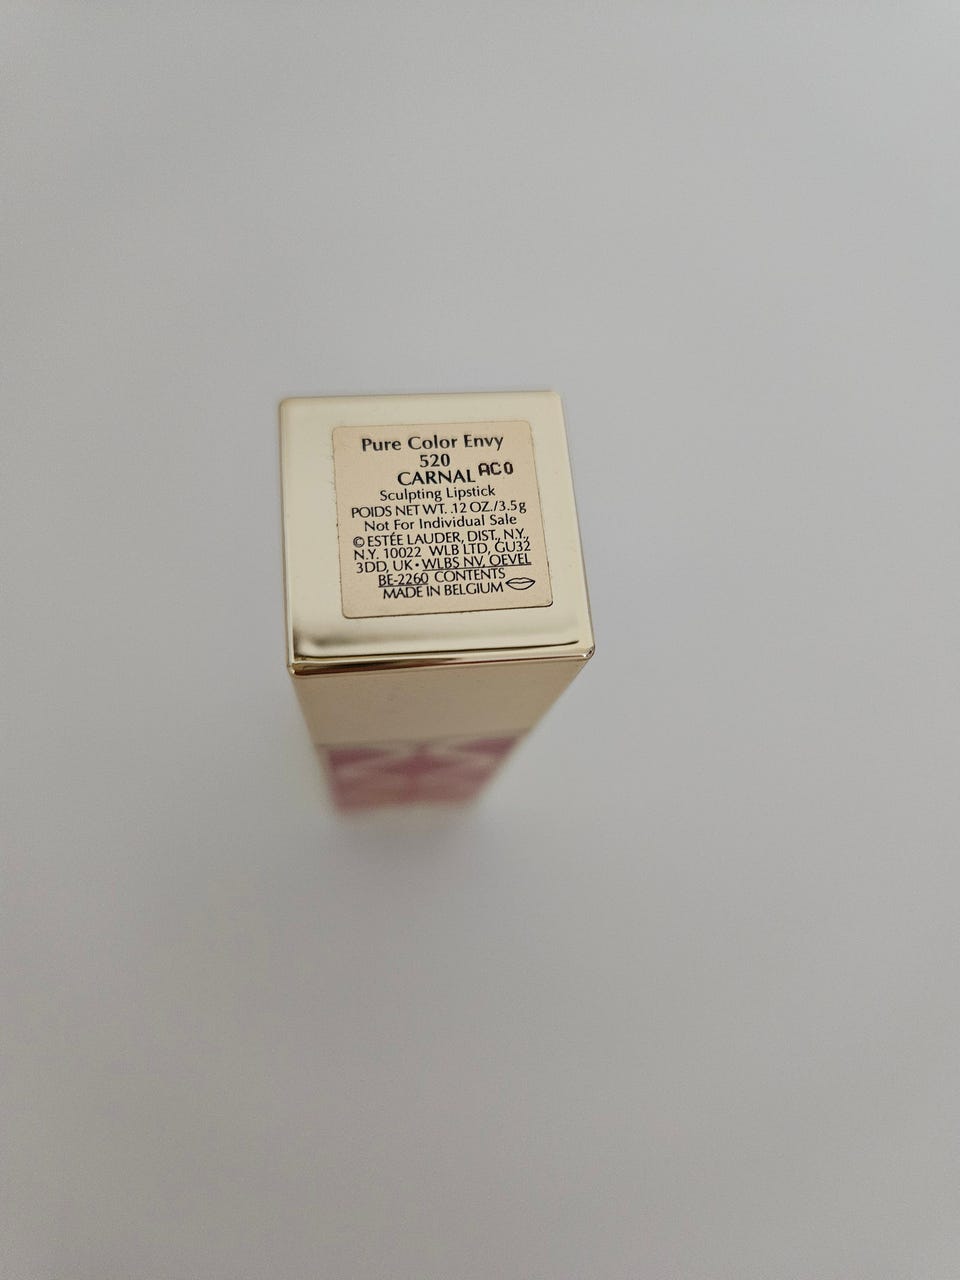 Pure Color Envy
520
CARNAL AC0
Sculpting Lipstick
POIDS NET WT. .12 OZ./3.5g
Not For Individual Sale
© ESTÉE LAUDER, DIST., N.Y.,
N.Y. 10022 WLB LTD, GU32
3DD, UK • WLBS NV, OEVEL
BE-2260 CONTENTS
MADE IN BELGIUM